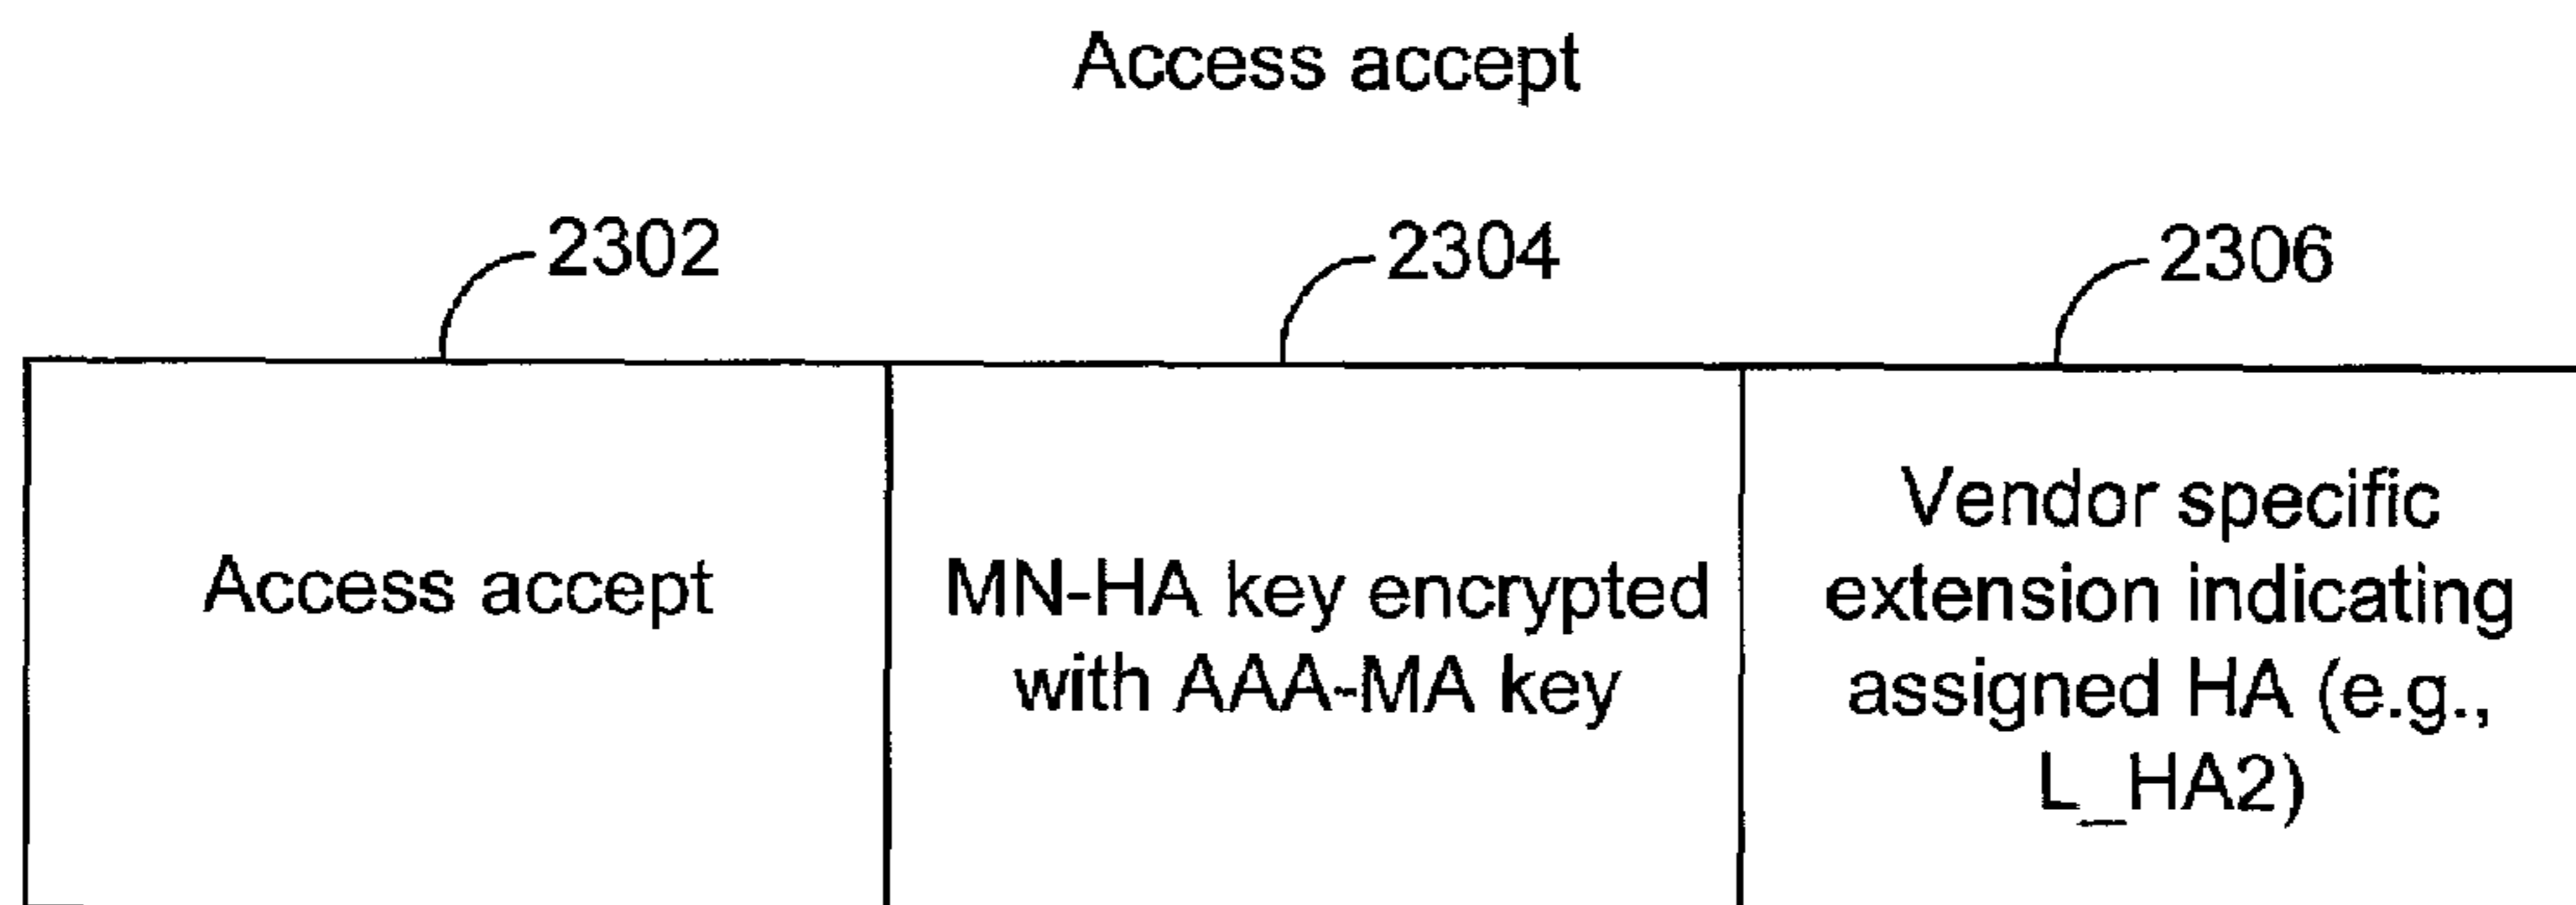 Access accept
2302
2304
2306
Access accept
MN-HA key encrypted
with AAA-MA key
Vendor specific
extension indicating
assigned HA (e.g.,
L_HA2)